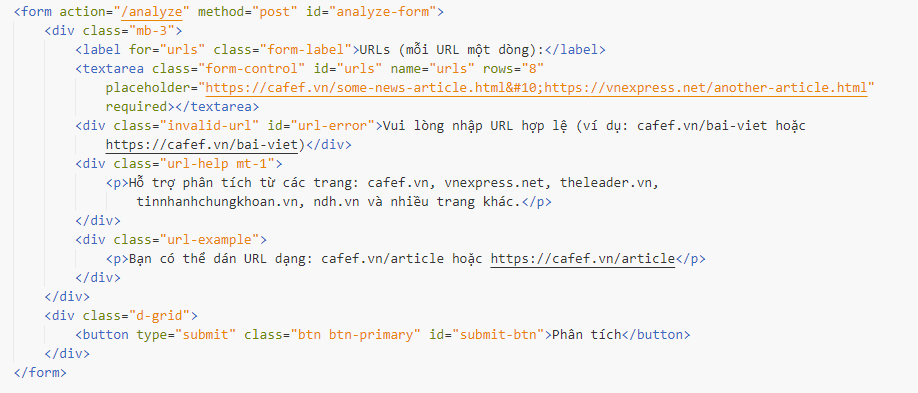 <form action="/analyze" method="post" id="analyze-form">
<div class="mb-3">
<label for="urls" class="form-label">URLs (mỗi URL một dòng):</label>
<textarea class="form-control" id="urls" name="urls" rows="8"
placeholder="https://cafef.vn/some-news-article.html&#10;https://vnexpress.net/another-article.html"
required></textarea>
<div class="invalid-url" id="url-error">Vui lòng nhập URL hợp lệ (ví dụ: cafef.vn/bai-viet hoặc
https://cafef.vn/bai-viet)</div>
<div class="url-help mt-1">
<p>Hỗ trợ phân tích từ các trang: cafef.vn, vnexpress.net, theleader.vn,
tinnhanhchungkhoan.vn, ndh.vn và nhiều trang khác.</p>
</div>
<div class="url-example">
<p>Bạn có thể dán URL dạng: cafef.vn/article hoặc https://cafef.vn/article</p>
</div>
</div>
<div class="d-grid">
<button type="submit" class="btn btn-primary" id="submit-btn">Phân tích</button>
</div>
</form>